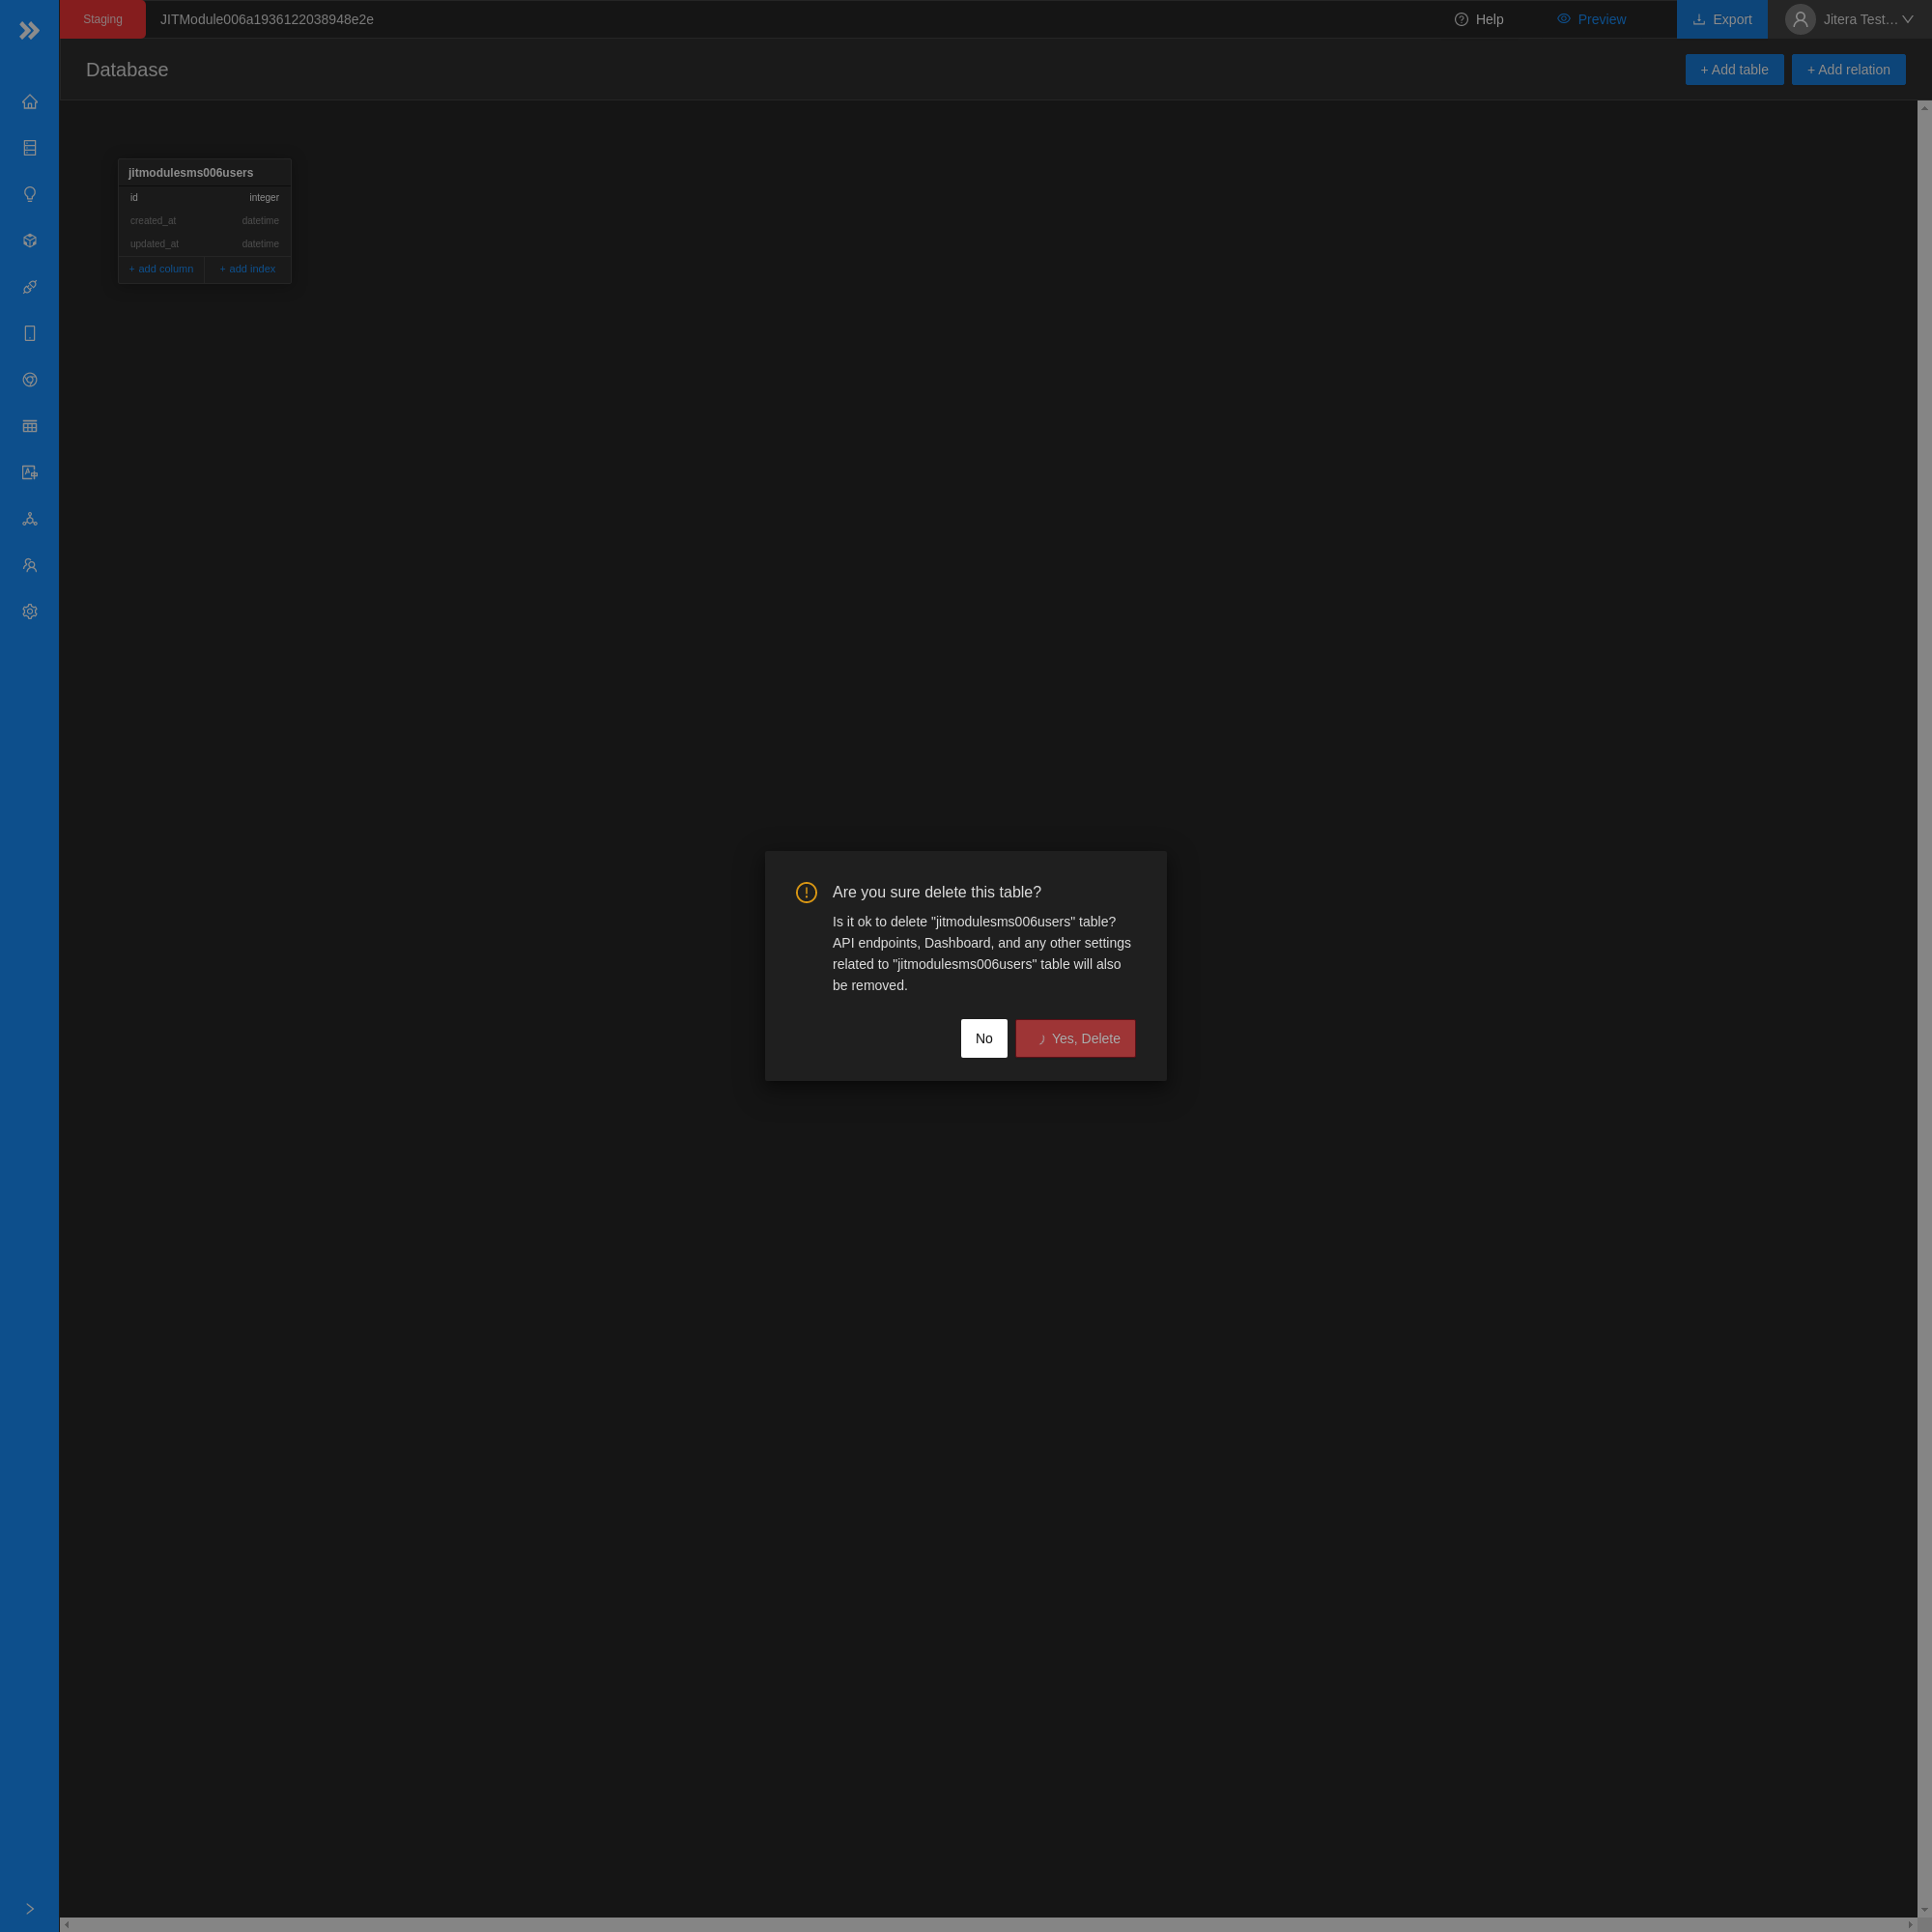 Staging
JITModule006a1936122038948e2e
Help
Preview
Export
Jitera Test…
Database
+ Add table
+ Add relation
jitmodulesms006users
id integer
created_at datetime
updated_at datetime
+ add column
+ add index
Are you sure delete this table?
Is it ok to delete "jitmodulesms006users" table?
API endpoints, Dashboard, and any other settings
related to "jitmodulesms006users" table will also
be removed.
No
Yes, Delete